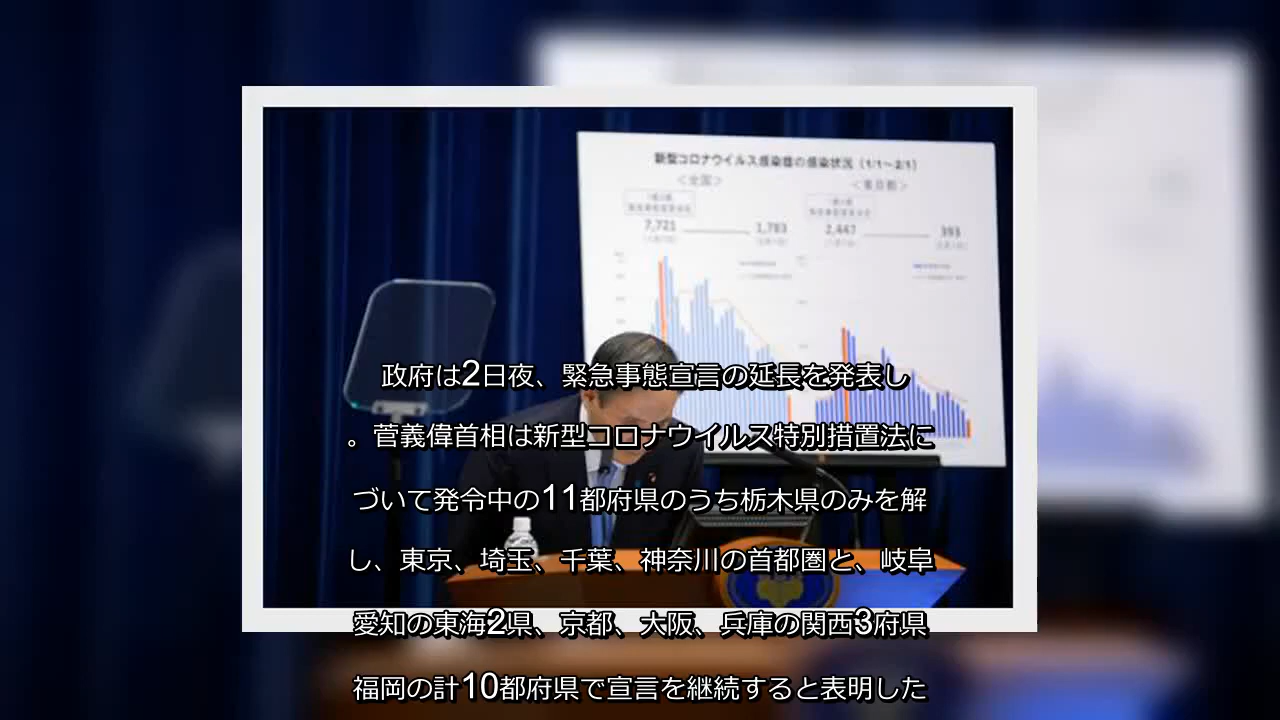 新型コロナウイルス感染症の感染状況（1/1～2/1）
＜全国＞
＜東京都＞
7,721
1,783
2,447
393
政府は2日夜、緊急事態宣言の延長を発表し
。菅義偉首相は新型コロナウイルス特別措置法に
づいて発令中の11都府県のうち栃木県のみを解
し、東京、埼玉、千葉、神奈川の首都圏と、岐阜
愛知の東海2県、京都、大阪、兵庫の関西3府県
福岡の計10都府県で宣言を継続すると表明した